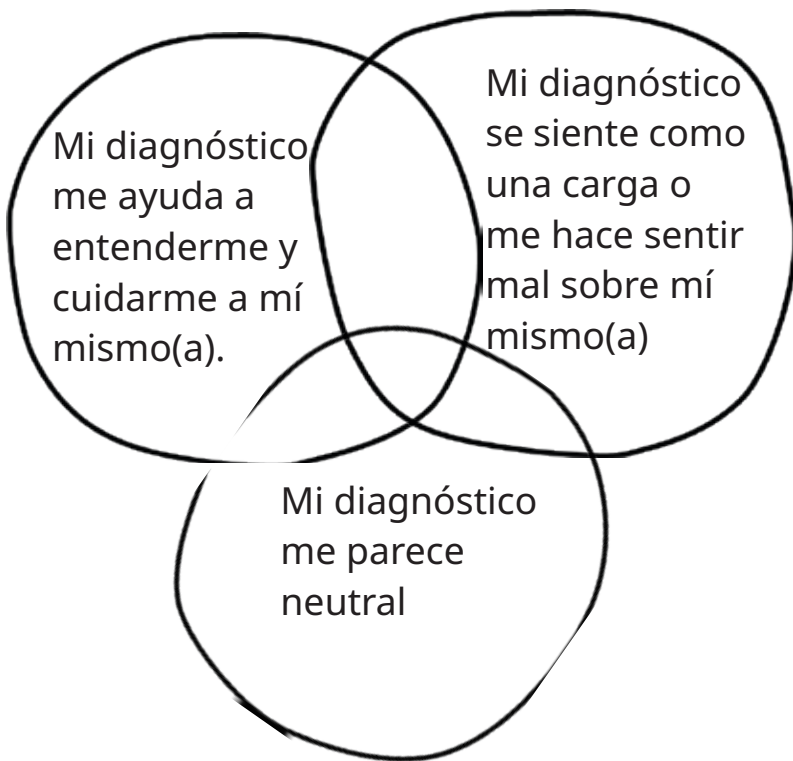 Mi diagnóstico
me ayuda a
entenderme y
cuidarme a mí
mismo(a).
Mi diagnóstico
se siente como
una carga o
me hace sentir
mal sobre mí
mismo(a)
Mi diagnóstico
me parece
neutral